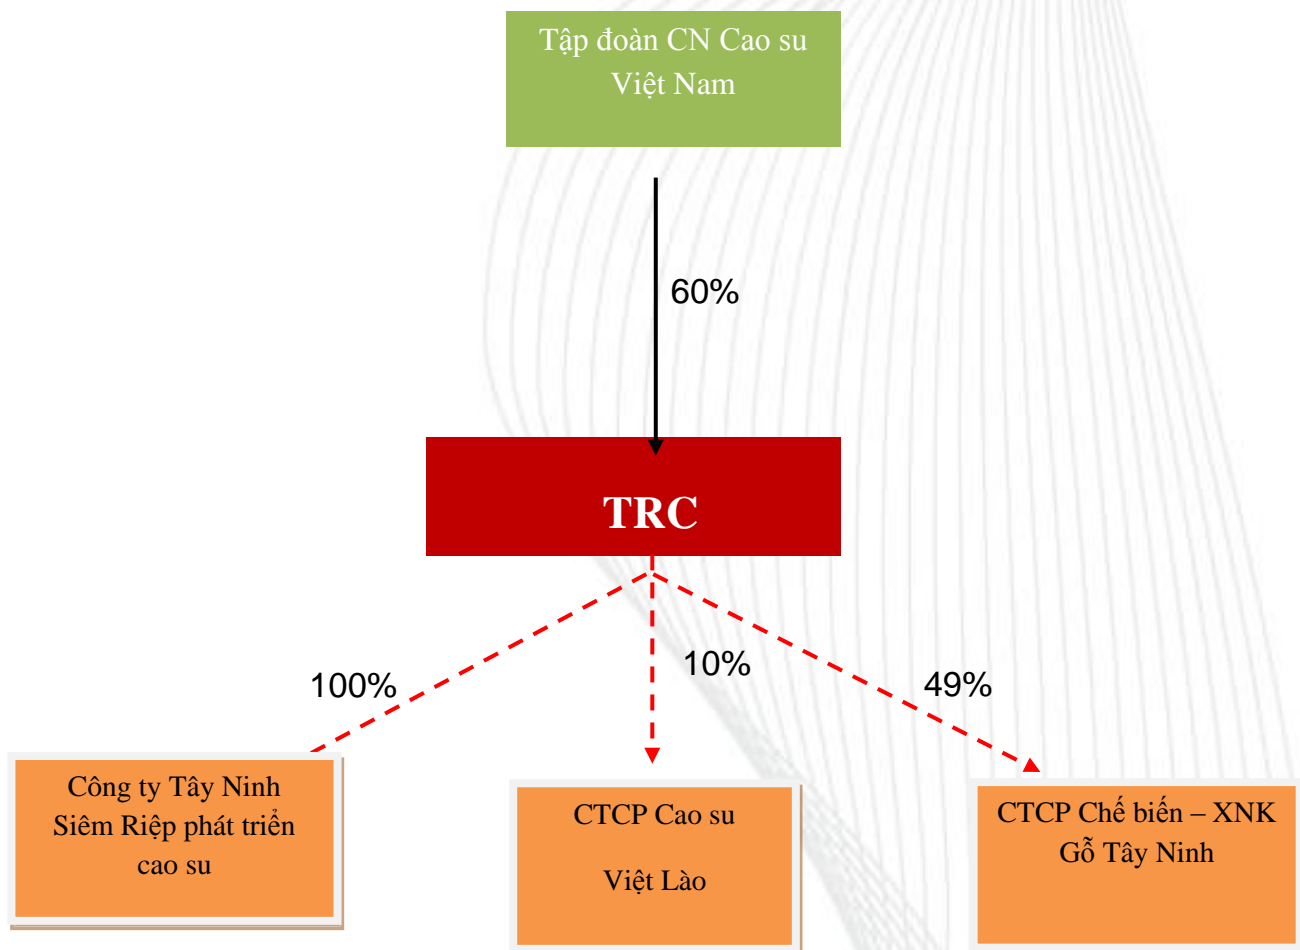 Tập đoàn CN Cao su
Việt Nam
60%
TRC
100%
10%
49%
Công ty Tây Ninh
Siêm Riệp phát triển
cao su
CTCP Cao su
Việt Lào
CTCP Chế biến – XNK
Gỗ Tây Ninh